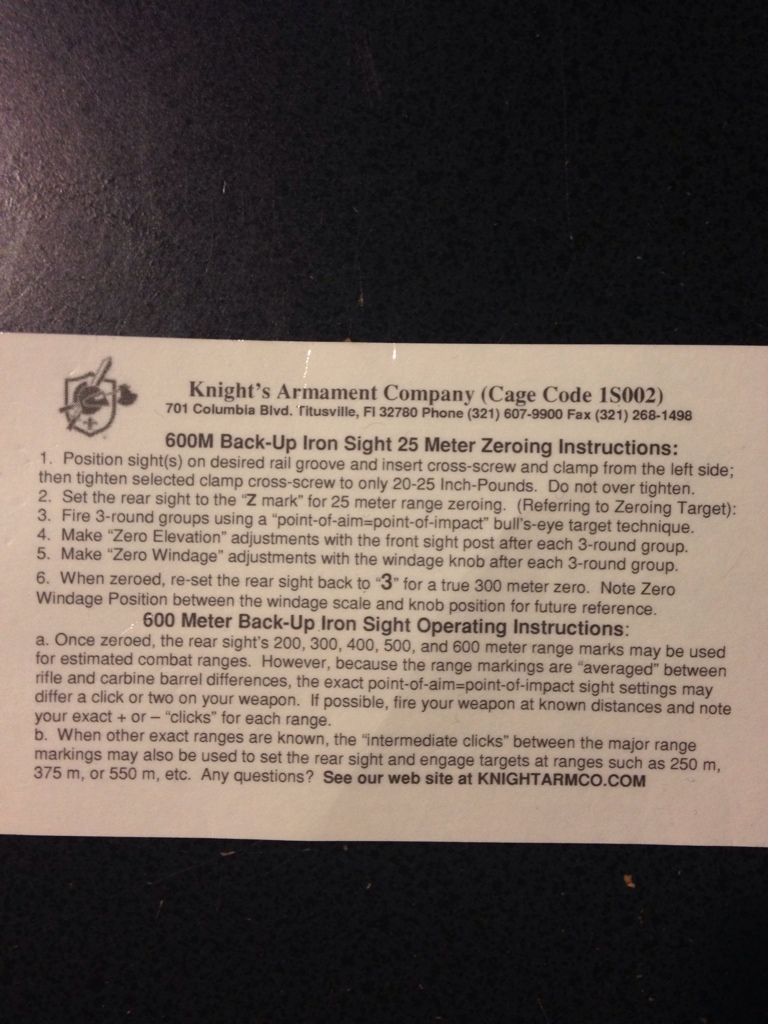 Knight's Armament Company (Cage Code 1S002)
701 Columbia Blvd. Titusville, Fl 32780 Phone (321) 607-9900 Fax (321) 268-1498
600M Back-Up Iron Sight 25 Meter Zeroing Instructions:
1. Position sight(s) on desired rail groove and insert cross-screw and clamp from the left side;
then tighten selected clamp cross-screw to only 20-25 Inch-Pounds. Do not over tighten.
2. Set the rear sight to the "Z mark" for 25 meter range zeroing. (Referring to Zeroing Target):
3. Fire 3-round groups using a "point-of-aim=point-of-impact" bull's-eye target technique.
4. Make "Zero Elevation" adjustments with the front sight post after each 3-round group.
5. Make "Zero Windage" adjustments with the windage knob after each 3-round group.
6. When zeroed, re-set the rear sight back to "3" for a true 300 meter zero. Note Zero
Windage Position between the windage scale and knob position for future reference.
600 Meter Back-Up Iron Sight Operating Instructions:
a. Once zeroed, the rear sight's 200, 300, 400, 500, and 600 meter range marks may be used
for estimated combat ranges. However, because the range markings are "averaged" between
rifle and carbine barrel differences, the exact point-of-aim=point-of-impact sight settings may
differ a click or two on your weapon. If possible, fire your weapon at known distances and note
your exact + or – "clicks" for each range.
b. When other exact ranges are known, the "intermediate clicks" between the major range
markings may also be used to set the rear sight and engage targets at ranges such as 250 m,
375 m, or 550 m, etc. Any questions? See our web site at KNIGHTARMCO.COM